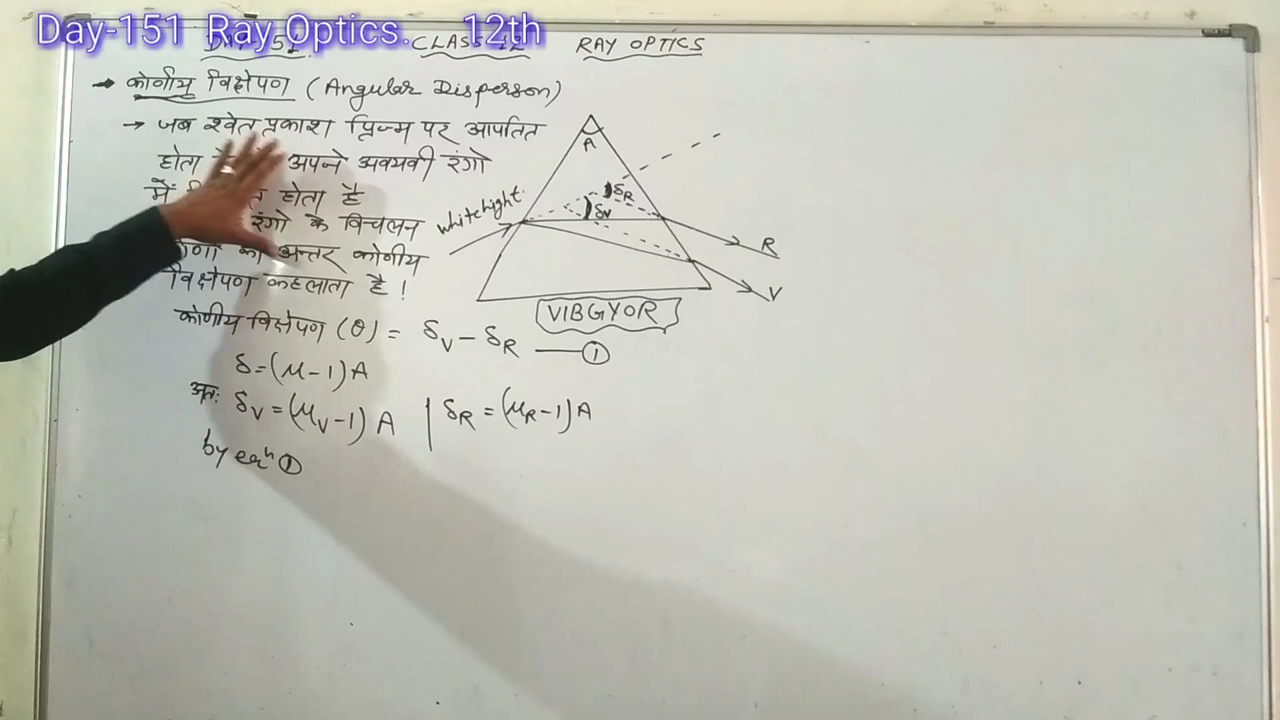 Day-151 Ray Optics. 12th
CLASS 12 RAY OPTICS
→ कोणीय विक्षेपण (Angular Disperson)
→ जब श्वेत प्रकाश प्रिज्म पर आपतित
होता अपने अवयवी रंगो
में होता है
रंगो के विचलन
का अन्तर कोणीय
विक्षेपण कहलाता है !
कोणीय विक्षेपण (θ) = δV - δR —— ①
δ = (μ-1)A
अतः δV = (μV-1) A | δR = (μR-1)A
by eqⁿ ①
A
δR
δV
white light
R
V
VIBGYOR